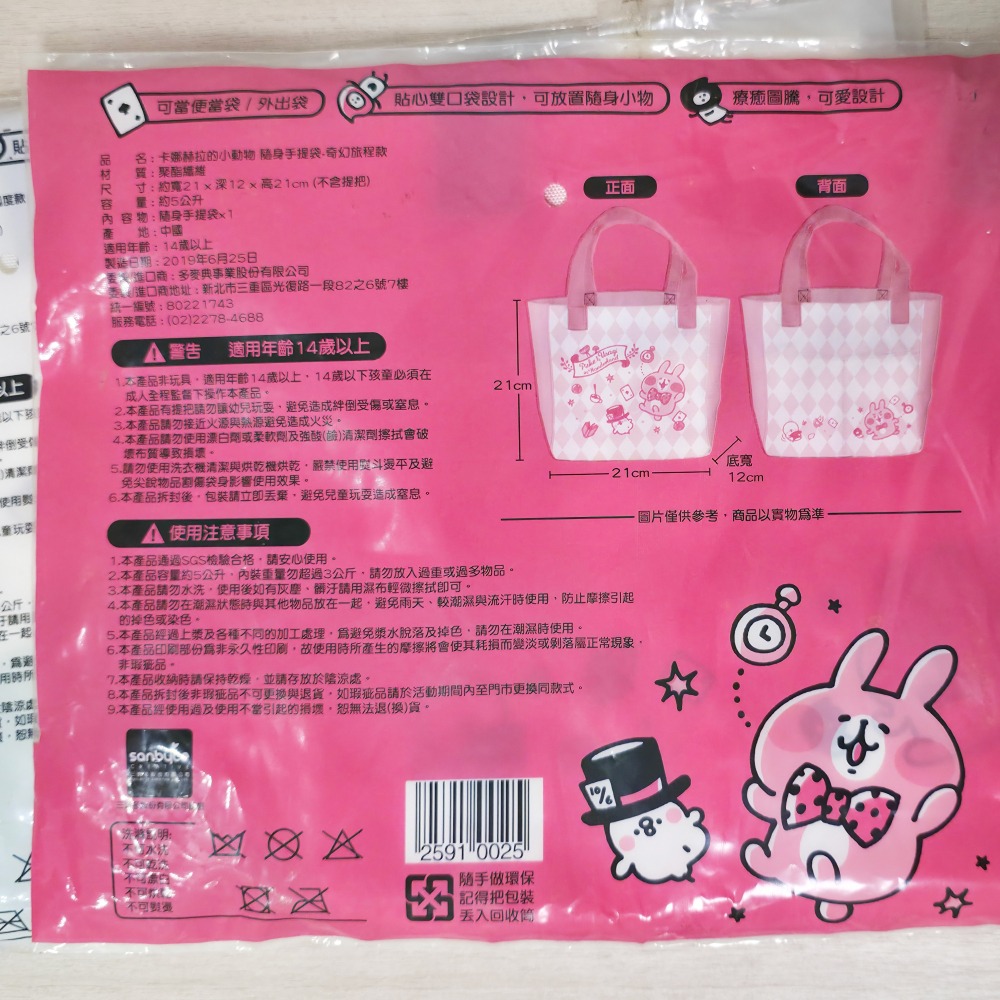 可當便當袋/外出袋
貼心雙口袋設計，可放置隨身小物
療癒圖騰，可愛設計
品　　名：卡娜赫拉的小動物 隨身手提袋-奇幻旅程款
材　　質：聚酯纖維
尺　　寸：約寬21 x 深12 x 高21cm (不含提把)
容　　量：約5公升
內 容 物：隨身手提袋x1
產　　地：中國
適用年齡：14歲以上
製造日期：2019年6月25日
進口商：多麥典事業股份有限公司
進口商地址：新北市三重區光復路一段82之6號7樓
統一編號：80221743
服務電話：(02)2278-4688
警告　適用年齡14歲以上
1.本產品非玩具，適用年齡14歲以上，14歲以下孩童必須在
成人全程監督下操作本產品。
2.本產品有提把請勿讓幼兒玩耍、避免造成絆倒受傷或窒息。
3.本產品請勿接近火源與熱源避免造成火災。
4.本產品請勿使用漂白劑或柔軟劑及強酸(鹼)清潔劑擦拭會破
壞布質導致損壞。
5.請勿使用洗衣機清潔與烘乾機烘乾，嚴禁使用熨斗燙平及避
免尖銳物品割傷袋身影響使用效果。
6.本產品拆封後，包裝請立即丟棄，避免兒童玩耍造成窒息。
使用注意事項
1.本產品通過SGS檢驗合格，請安心使用。
2.本產品容量約5公升，內裝重量勿超過3公斤，請勿放入過重或過多物品。
3.本產品請勿水洗，使用後如有灰塵、髒汙請用濕布輕微擦拭即可。
4.本產品請勿在潮濕狀態時與其他物品放在一起，避免雨天、較潮濕與流汗時使用，防止摩擦引起
的掉色或染色。
5.本產品經過上漿及各種不同的加工處理，為避免漿水脫落及掉色，請勿在潮濕時使用。
6.本產品印刷部份為非永久性印刷，故使用時所產生的摩擦將會使其耗損而變淡或剝落屬正常現象，
非瑕疵品。
7.本產品收納時請保持乾燥，並請存放於陰涼處。
8.本產品拆封後非瑕疵品不可更換與退貨，如瑕疵品請於活動期間內至門市更換同款式。
9.本產品經使用過及使用不當引起的損壞，恕無法退(換)貨。
正面
背面
21cm
21cm
底寬
12cm
圖片僅供參考，商品以實物為準
10/6
洗滌說明:
不可水洗
不可乾洗
不可漂白
不可烘乾
不可熨燙
2591 0025
隨手做環保
記得把包裝
丟入回收筒